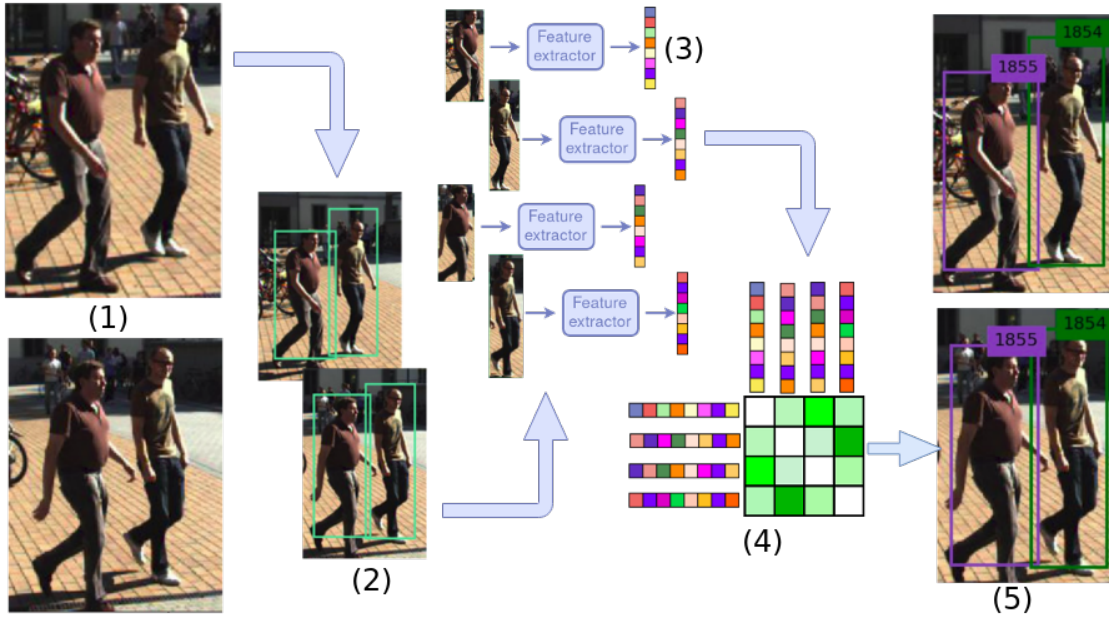 Feature
extractor
(3)
Feature
extractor
Feature
extractor
Feature
extractor
(1)
(2)
(4)
1854
1855
1854
1855
(5)